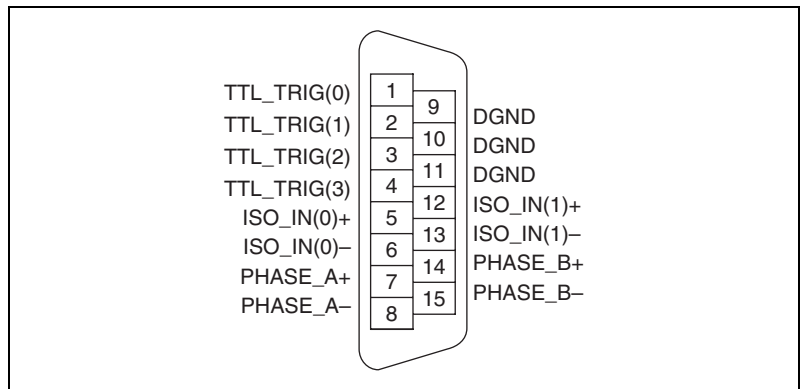 TTL_TRIG(0)
TTL_TRIG(1)
TTL_TRIG(2)
TTL_TRIG(3)
ISO_IN(0)+
ISO_IN(0)–
PHASE_A+
PHASE_A–
1
2
3
4
5
6
7
8
9
10
11
12
13
14
15
DGND
DGND
DGND
ISO_IN(1)+
ISO_IN(1)–
PHASE_B+
PHASE_B–